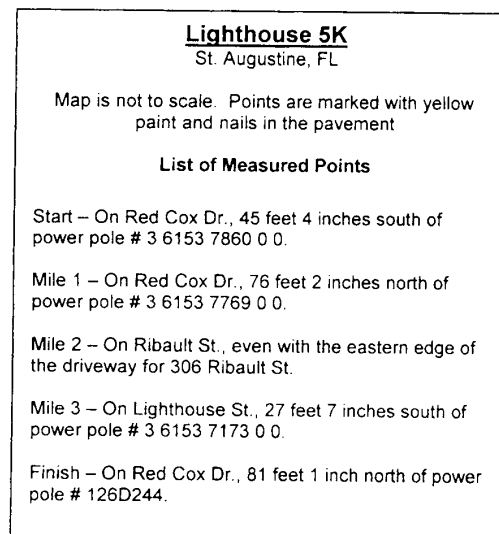 Lighthouse 5K
St. Augustine, FL
Map is not to scale. Points are marked with yellow
paint and nails in the pavement
List of Measured Points
Start – On Red Cox Dr., 45 feet 4 inches south of
power pole # 3 6153 7860 0 0.
Mile 1 – On Red Cox Dr., 76 feet 2 inches north of
power pole # 3 6153 7769 0 0.
Mile 2 – On Ribault St., even with the eastern edge of
the driveway for 306 Ribault St.
Mile 3 – On Lighthouse St., 27 feet 7 inches south of
power pole # 3 6153 7173 0 0.
Finish – On Red Cox Dr., 81 feet 1 inch north of power
pole # 126D244.